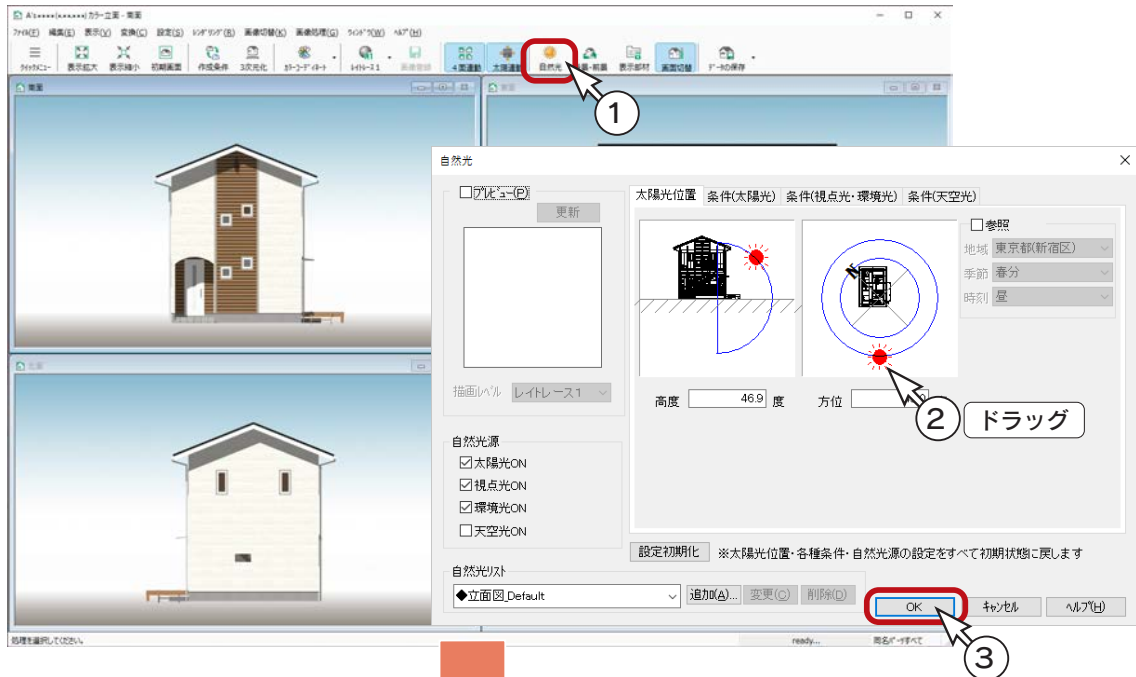 カラー立面 - 東面
ファイル(F) 編集(E) 表示(V) 変換(C) 設定(S) レンダリング(R) 画像切替(K) 画像処理(G) ウィンドウ(W) ヘルプ(H)
クイックメニュー 表示拡大 表示縮小 初期画面 作成条件 3次元化 カラーコーディネート レイトレース1 画像登録 4面連動 太陽連動 自然光 表示部材 画面切替 データの保存
1
自然光
プレビュー(P)
更新
描画レベル レイトレース1
自然光源
太陽光ON
視点光ON
環境光ON
天空光ON
自然光リスト
◆立面図_Default
追加(A)... 変更(C) 削除(D)
太陽光位置 条件(太陽光) 条件(視点光・環境光) 条件(天空光)
N
参照
地域 東京都(新宿区)
季節 春分
時刻 昼
高度 46.9 度 方位
2 ドラッグ
設定初期化 ※太陽光位置・各種条件・自然光源の設定をすべて初期状態に戻します
OK キャンセル ヘルプ(H)
3
処理を選択してください。 ready...